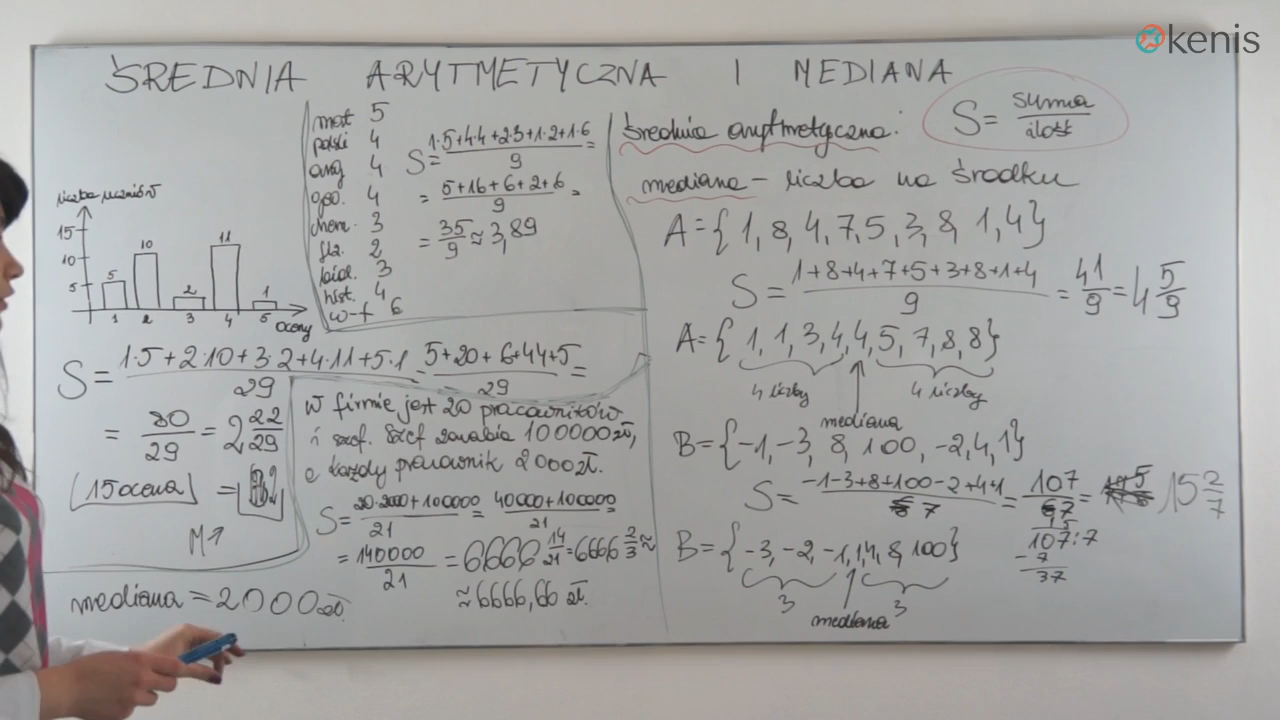 kenis
ŚREDNIA ARYTMETYCZNA I MEDIANA
mat 5
polski 4
ang 4
geo. 4
chem. 3
fiz. 2
biol. 3
hist. 4
w-f 6
S= 1·5+4·4+2·3+1·2+1·6 / 9 =
= 5+16+6+2+6 / 9 =
= 35/9 ≈ 3,89
liczba uczniów
15
10
5
5 10 2 11 1
1 2 3 4 5
oceny
S= 1·5+2·10+3·2+4·11+5·1 / 29 = 5+20+6+44+5 / 29 =
= 80/29 = 2 22/29
[15 ocena] = 2
M↑
w firmie jest 20 pracowników
i szef. Szef zarabia 100000zł,
a każdy pracownik 2000zł.
S= 20·2000+100000 / 21 = 40000+100000 / 21 =
= 140000/21 = 6666 14/21 = 6666 2/3 ≈
≈ 6666,66 zł.
mediana = 2000zł.
średnia arytmetyczna: S= suma/ilość
mediana – liczba na środku
A={1, 8, 4, 7, 5, 3, 8, 1, 4}
S= 1+8+4+7+5+3+8+1+4 / 9 = 41/9 = 4 5/9
A={1, 1, 3, 4, 4, 5, 7, 8, 8}
4 liczby 4 liczby
mediana
B={-1, -3, 8, 100, -2, 4, 1}
S= -1-3+8+100-2+4+1 / 7 = 107/7 = 15 2/7
15
107:7
-7
37
B={-3, -2, -1, 1, 4, 8, 100}
3 3
mediana